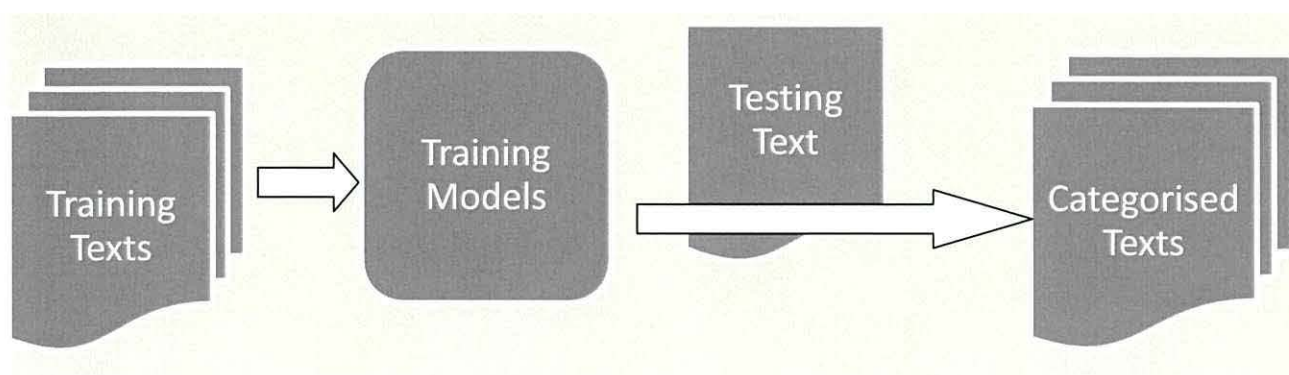 Training
Texts
Training
Models
Testing
Text
Categorised
Texts